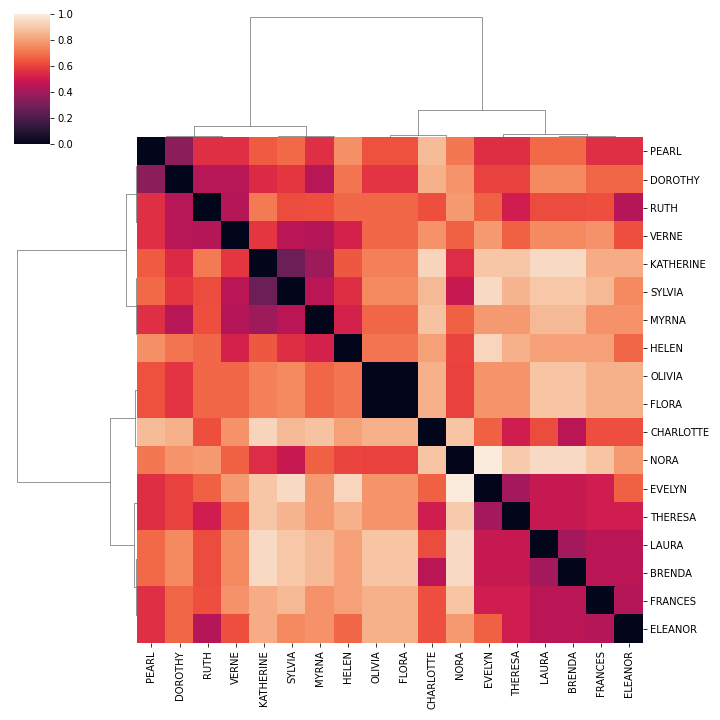 1.0
0.8
0.6
0.4
0.2
0.0
PEARL
DOROTHY
RUTH
VERNE
KATHERINE
SYLVIA
MYRNA
HELEN
OLIVIA
FLORA
CHARLOTTE
NORA
EVELYN
THERESA
LAURA
BRENDA
FRANCES
ELEANOR
PEARL
DOROTHY
RUTH
VERNE
KATHERINE
SYLVIA
MYRNA
HELEN
OLIVIA
FLORA
CHARLOTTE
NORA
EVELYN
THERESA
LAURA
BRENDA
FRANCES
ELEANOR